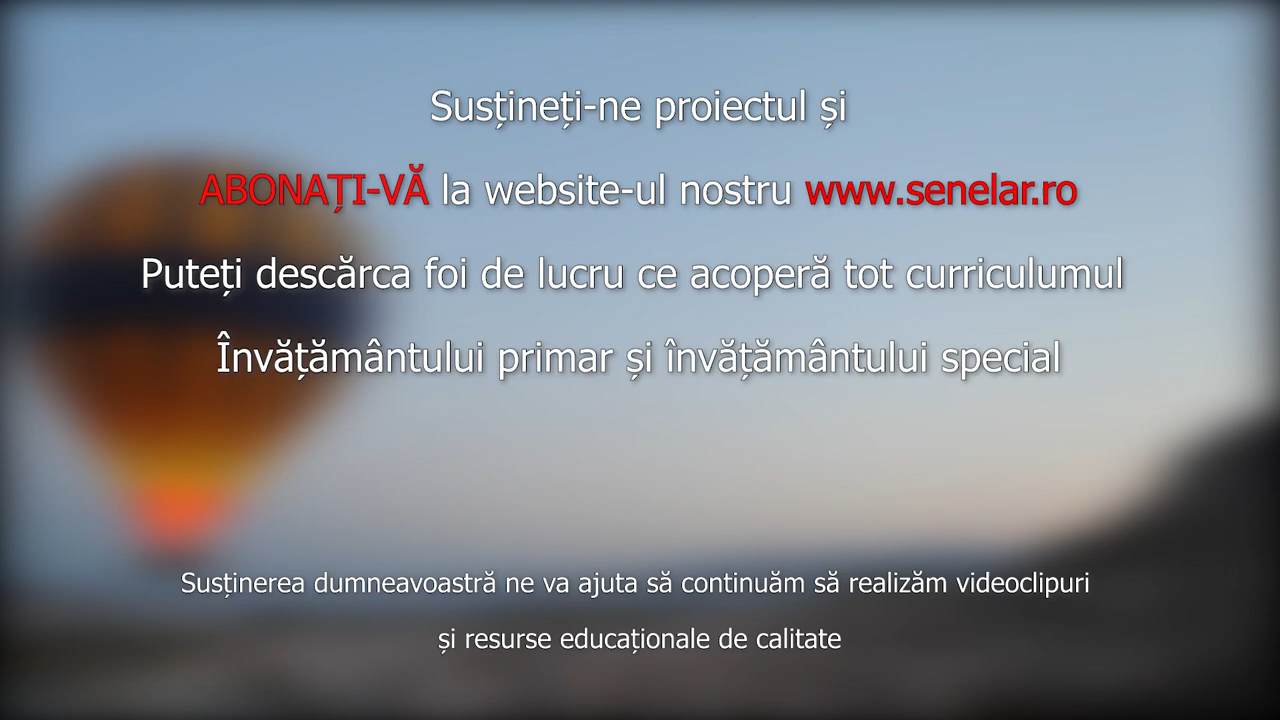 Susțineți-ne proiectul și
ABONAȚI-VĂ la website-ul nostru www.senelar.ro
Puteți descărca foi de lucru ce acoperă tot curriculumul
Învățământului primar și învățământului special
Susținerea dumneavoastră ne va ajuta să continuăm să realizăm videoclipuri
și resurse educaționale de calitate